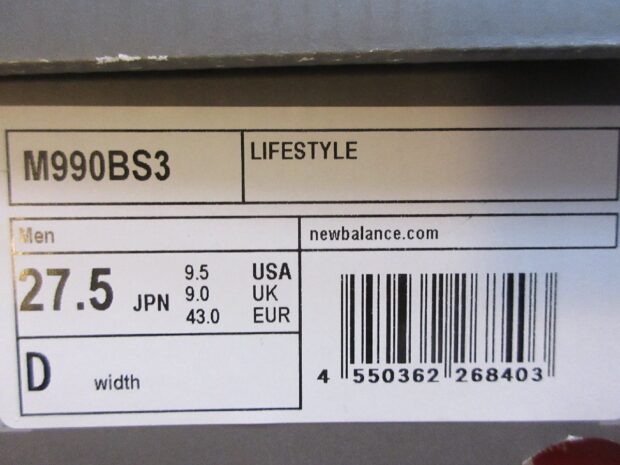 M990BS3
LIFESTYLE
Men
newbalance.com
27.5 JPN
9.5 USA
9.0 UK
43.0 EUR
D width
4 550362 268403